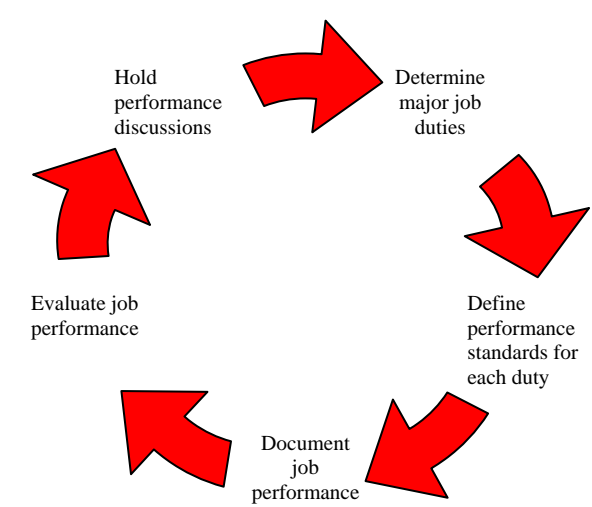 Hold
performance
discussions
Determine
major job
duties
Define
performance
standards for
each duty
Document
job
performance
Evaluate job
performance